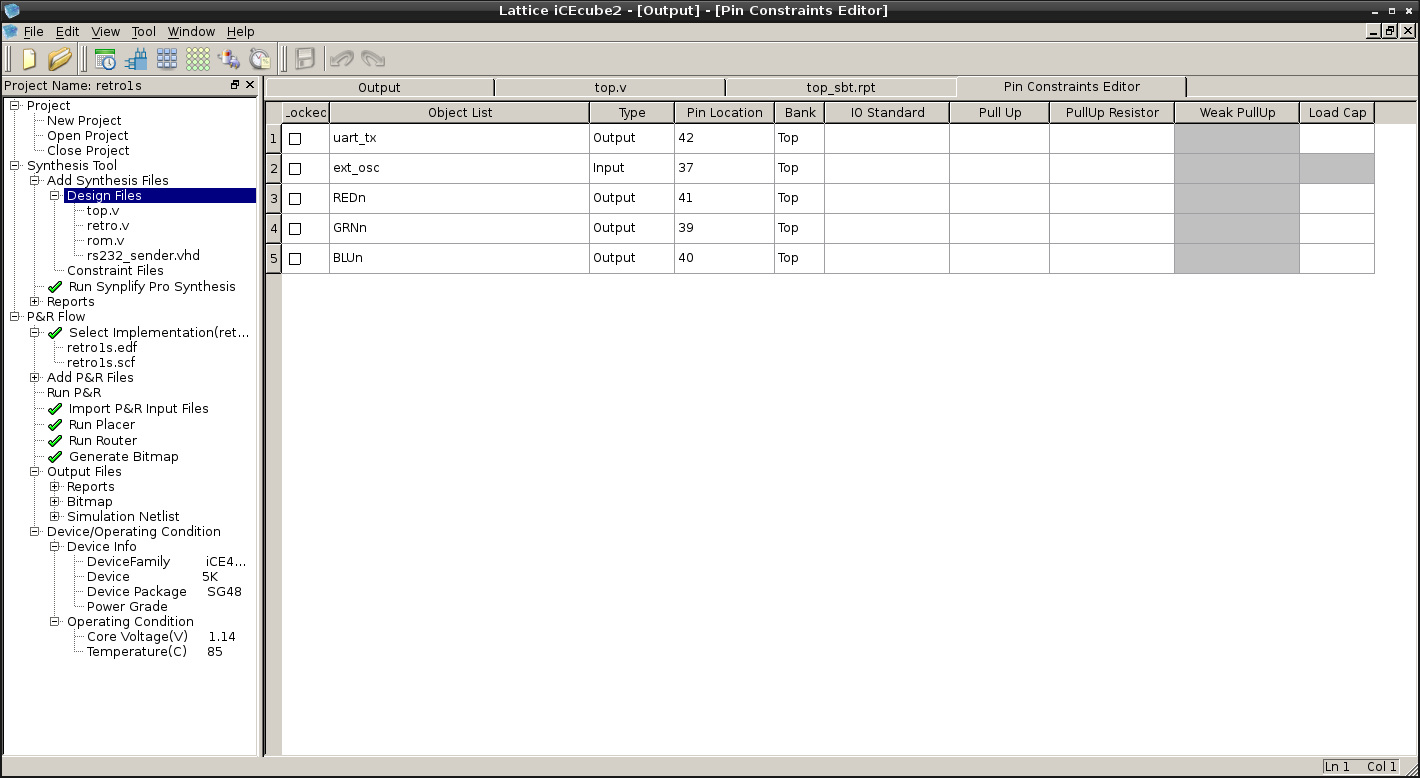 Lattice iCEcube2 - [Output] - [Pin Constraints Editor]
File Edit View Tool Window Help
Project Name: retro1s
Project
New Project
Open Project
Close Project
Synthesis Tool
Add Synthesis Files
Design Files
top.v
retro.v
rom.v
rs232_sender.vhd
Constraint Files
Run Synplify Pro Synthesis
Reports
P&R Flow
Select Implementation(ret...
retro1s.edf
retro1s.scf
Add P&R Files
Run P&R
Import P&R Input Files
Run Placer
Run Router
Generate Bitmap
Output Files
Reports
Bitmap
Simulation Netlist
Device/Operating Condition
Device Info
DeviceFamily iCE4...
Device 5K
Device Package SG48
Power Grade
Operating Condition
Core Voltage(V) 1.14
Temperature(C) 85
Output top.v top_sbt.rpt Pin Constraints Editor
Locked Object List Type Pin Location Bank IO Standard Pull Up PullUp Resistor Weak PullUp Load Cap
1 uart_tx Output 42 Top
2 ext_osc Input 37 Top
3 REDn Output 41 Top
4 GRNn Output 39 Top
5 BLUn Output 40 Top
Ln 1 Col 1